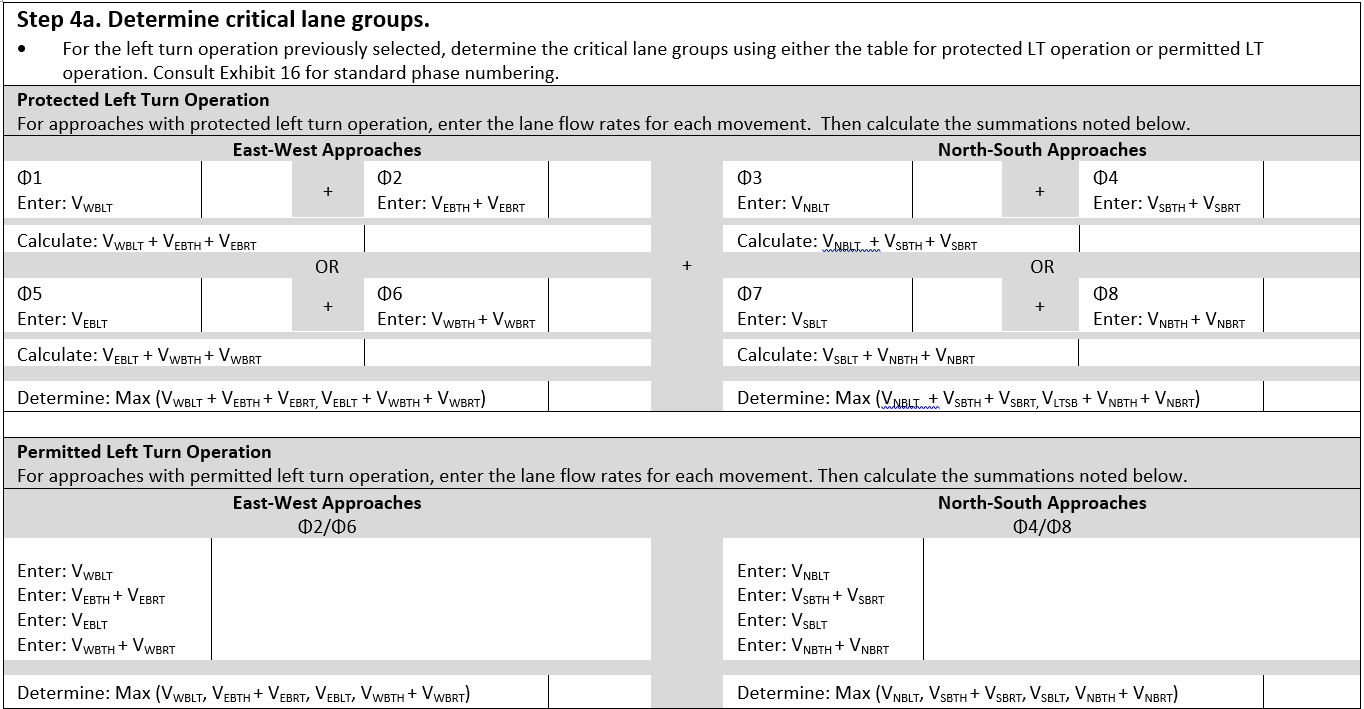 Step 4a. Determine critical lane groups.
• For the left turn operation previously selected, determine the critical lane groups using either the table for protected LT operation or permitted LT
operation. Consult Exhibit 16 for standard phase numbering.
Protected Left Turn Operation
For approaches with protected left turn operation, enter the lane flow rates for each movement. Then calculate the summations noted below.
East-West Approaches
North-South Approaches
Φ1
Enter: VWBLT
+
Φ2
Enter: VEBTH + VEBRT
Φ3
Enter: VNBLT
+
Φ4
Enter: VSBTH + VSBRT
Calculate: VWBLT + VEBTH + VEBRT
Calculate: VNBLT + VSBTH + VSBRT
OR
+
OR
Φ5
Enter: VEBLT
+
Φ6
Enter: VWBTH + VWBRT
Φ7
Enter: VSBLT
+
Φ8
Enter: VNBTH + VNBRT
Calculate: VEBLT + VWBTH + VWBRT
Calculate: VSBLT + VNBTH + VNBRT
Determine: Max (VWBLT + VEBTH + VEBRT, VEBLT + VWBTH + VWBRT)
Determine: Max (VNBLT + VSBTH + VSBRT, VLTSB + VNBTH + VNBRT)
Permitted Left Turn Operation
For approaches with permitted left turn operation, enter the lane flow rates for each movement. Then calculate the summations noted below.
East-West Approaches
Φ2/Φ6
North-South Approaches
Φ4/Φ8
Enter: VWBLT
Enter: VEBTH + VEBRT
Enter: VEBLT
Enter: VWBTH + VWBRT
Enter: VNBLT
Enter: VSBTH + VSBRT
Enter: VSBLT
Enter: VNBTH + VNBRT
Determine: Max (VWBLT, VEBTH + VEBRT, VEBLT, VWBTH + VWBRT)
Determine: Max (VNBLT, VSBTH + VSBRT, VSBLT, VNBTH + VNBRT)